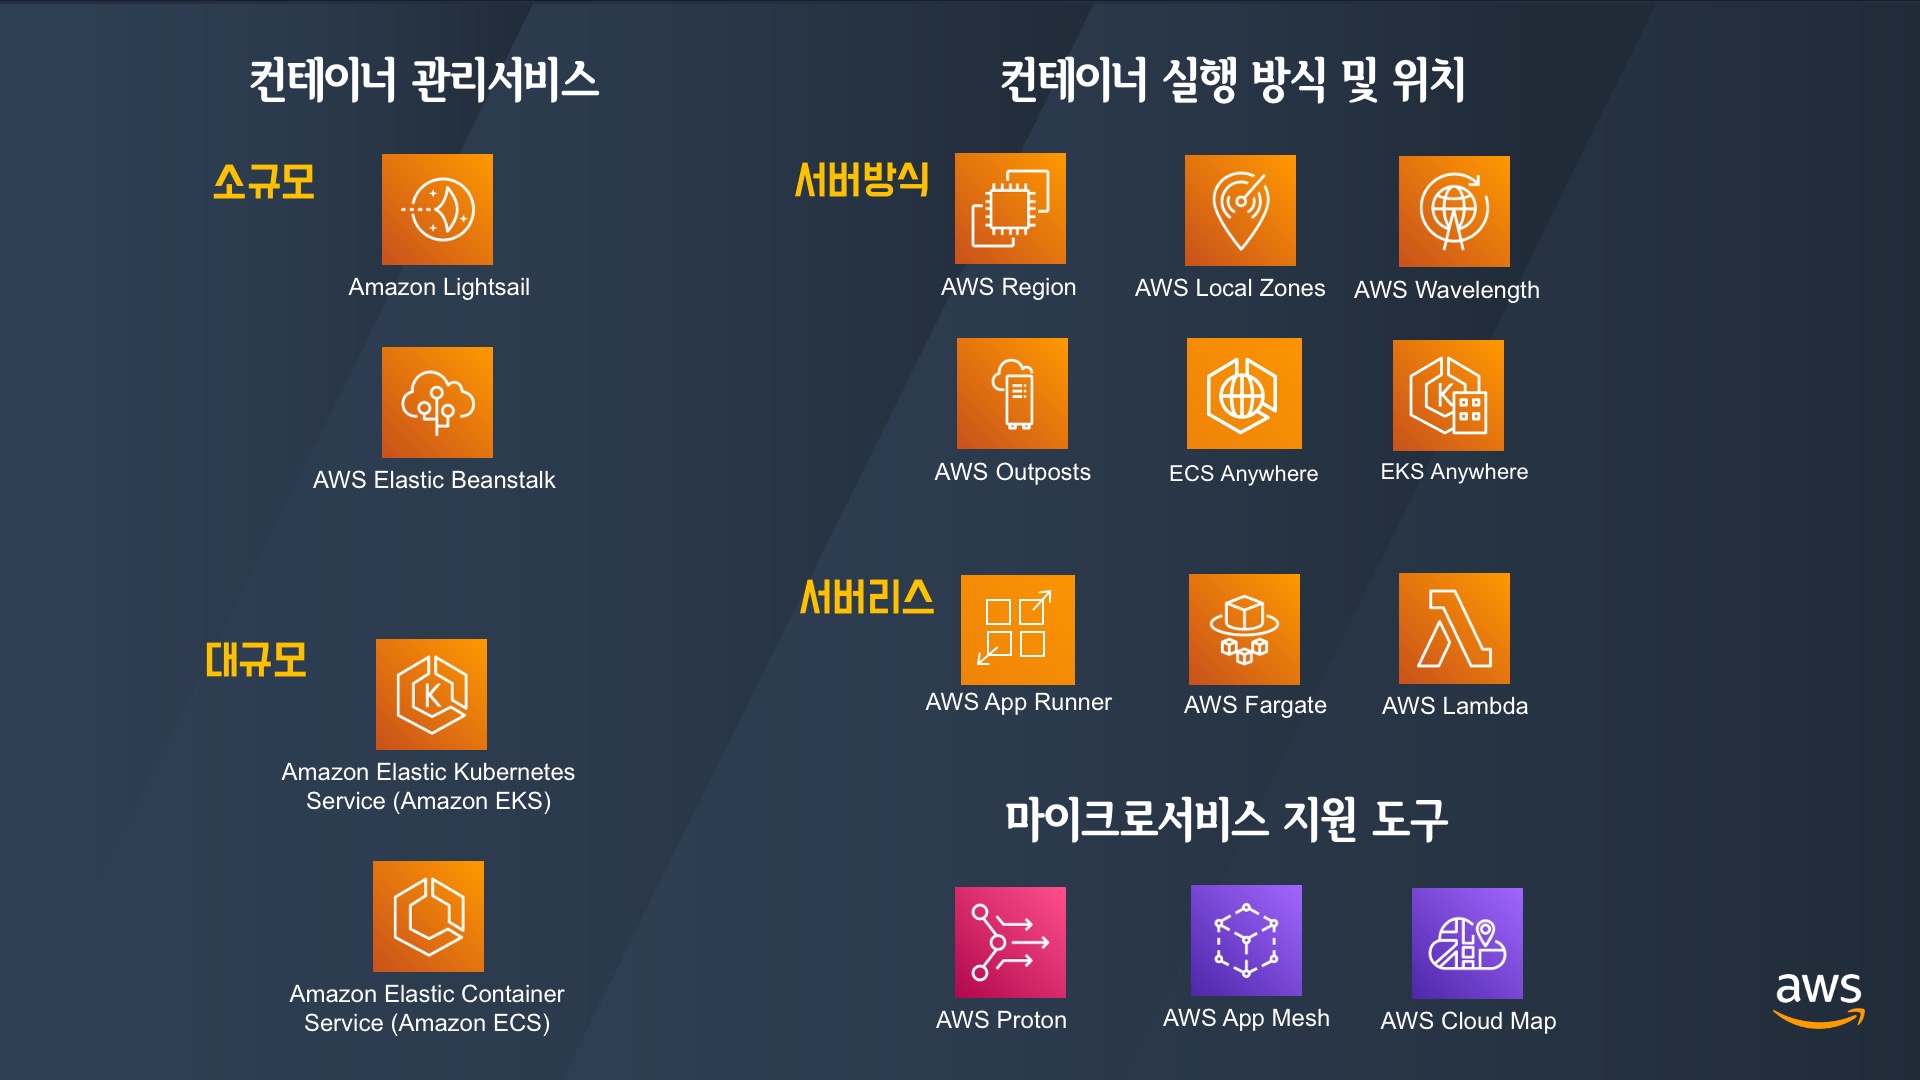 컨테이너 관리서비스
소규모
Amazon Lightsail
AWS Elastic Beanstalk
대규모
Amazon Elastic Kubernetes
Service (Amazon EKS)
Amazon Elastic Container
Service (Amazon ECS)
컨테이너 실행 방식 및 위치
서버방식
AWS Region
AWS Local Zones
AWS Wavelength
AWS Outposts
ECS Anywhere
EKS Anywhere
서버리스
AWS App Runner
AWS Fargate
AWS Lambda
마이크로서비스 지원 도구
AWS Proton
AWS App Mesh
AWS Cloud Map
aws